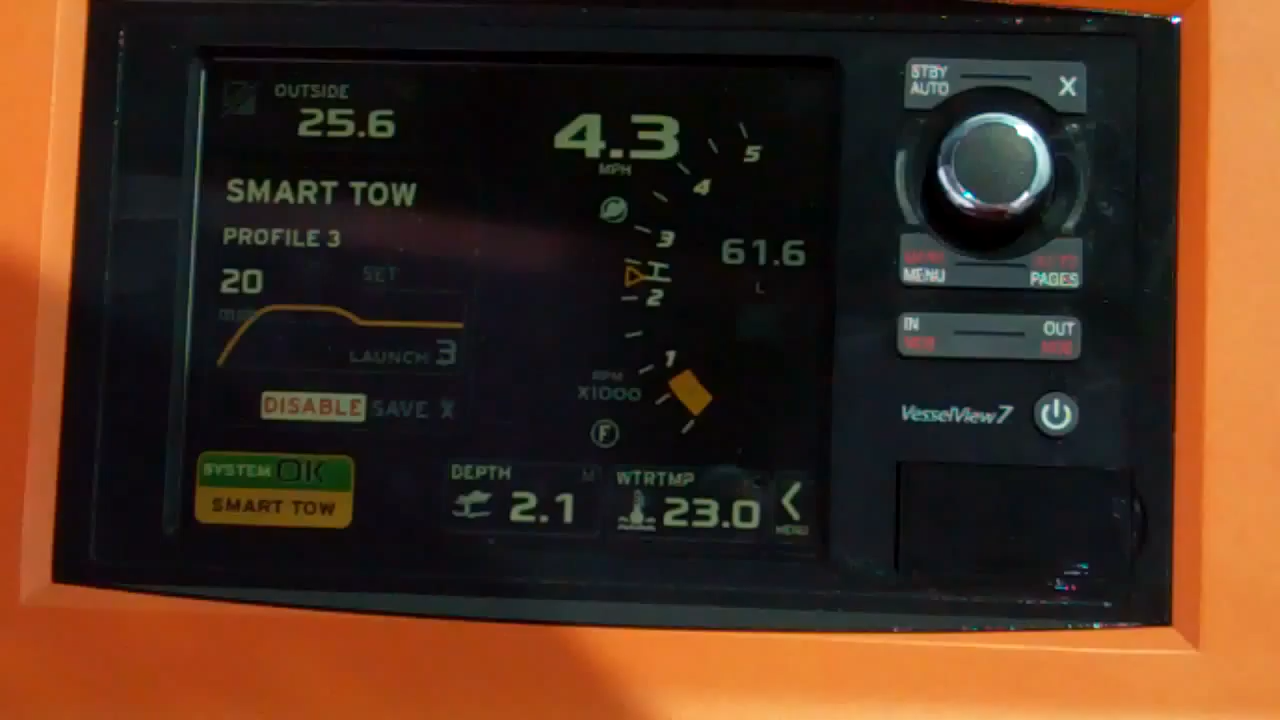 OUTSIDE
25.6
SMART TOW
PROFILE 3
20
SET
LAUNCH 3
DISABLE SAVE X
SYSTEM OK
SMART TOW
4.3
MPH
5
4
3
2
1
RPM
X1000
F
61.6
L
DEPTH M
2.1
WTRTMP
23.0
MENU
STBY
AUTO
X
MENU
PAGES
IN OUT
VesselView 7